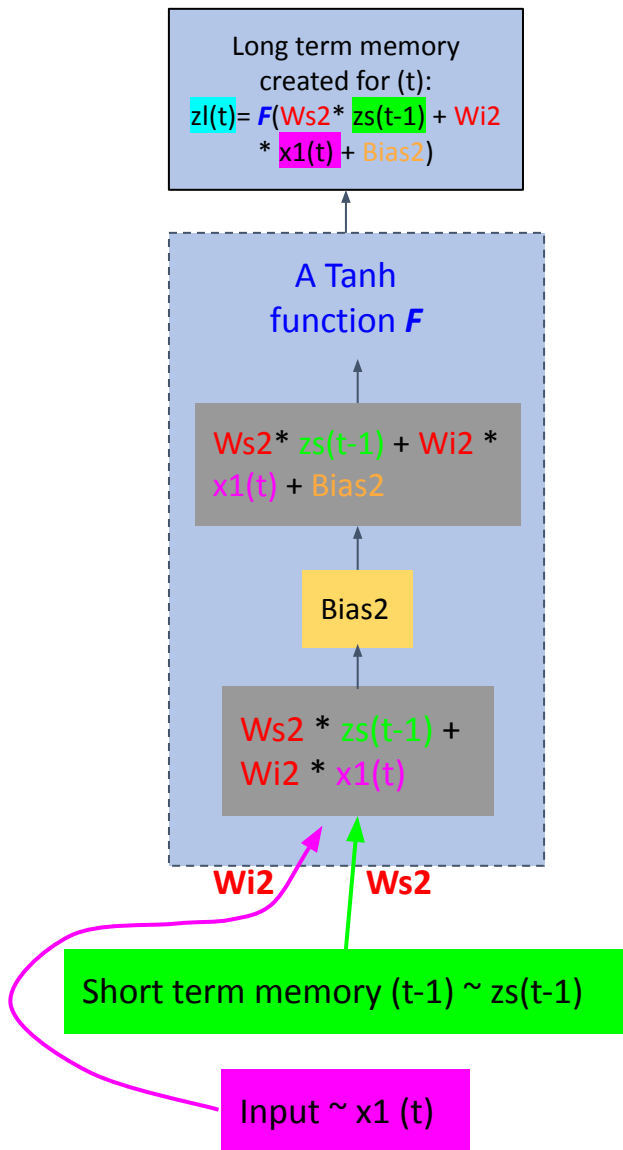 Long term memory
created for (t):
zl(t)= F(Ws2* zs(t-1) + Wi2
* x1(t) + Bias2)
A Tanh
function F
Ws2* zs(t-1) + Wi2 *
x1(t) + Bias2
Bias2
Ws2 * zs(t-1) +
Wi2 * x1(t)
Wi2
Ws2
Short term memory (t-1) ~ zs(t-1)
Input ~ x1 (t)